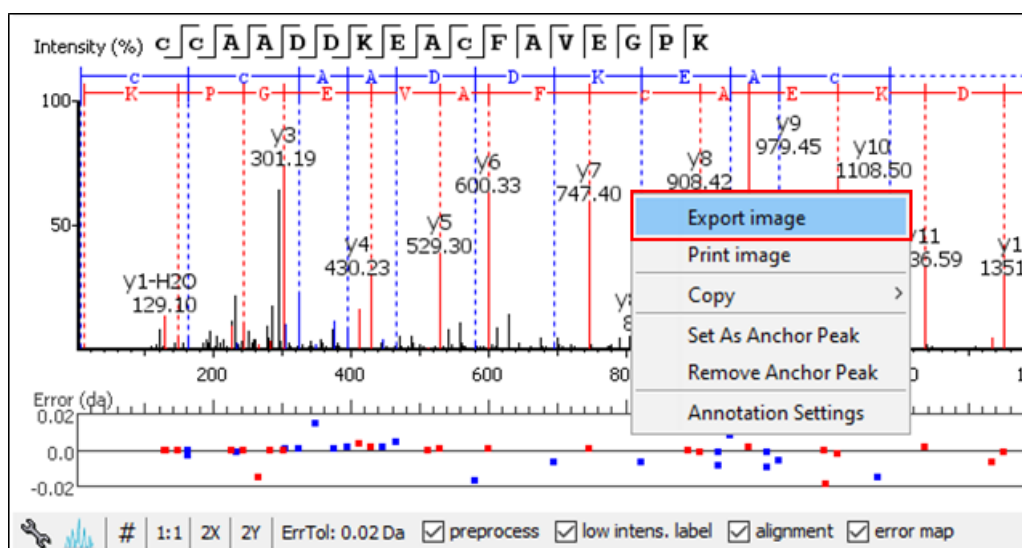 Intensity (%) c c A A D D K E A c F A V E G P K
c c A A D D K E A c
K P G E V A F c A E K D
100
50
y1-H2O
129.10
y3
301.19
y4
430.23
y5
529.30
y6
600.33
y7
747.40
y8
908.42
y9
979.45
y10
1108.50
Export image
Print image
Copy
Set As Anchor Peak
Remove Anchor Peak
Annotation Settings
36.59
1351
200 400 600 80
Error (da)
0.02
0.0
-0.02
# 1:1 2X 2Y ErrTol: 0.02 Da preprocess low intens. label alignment error map